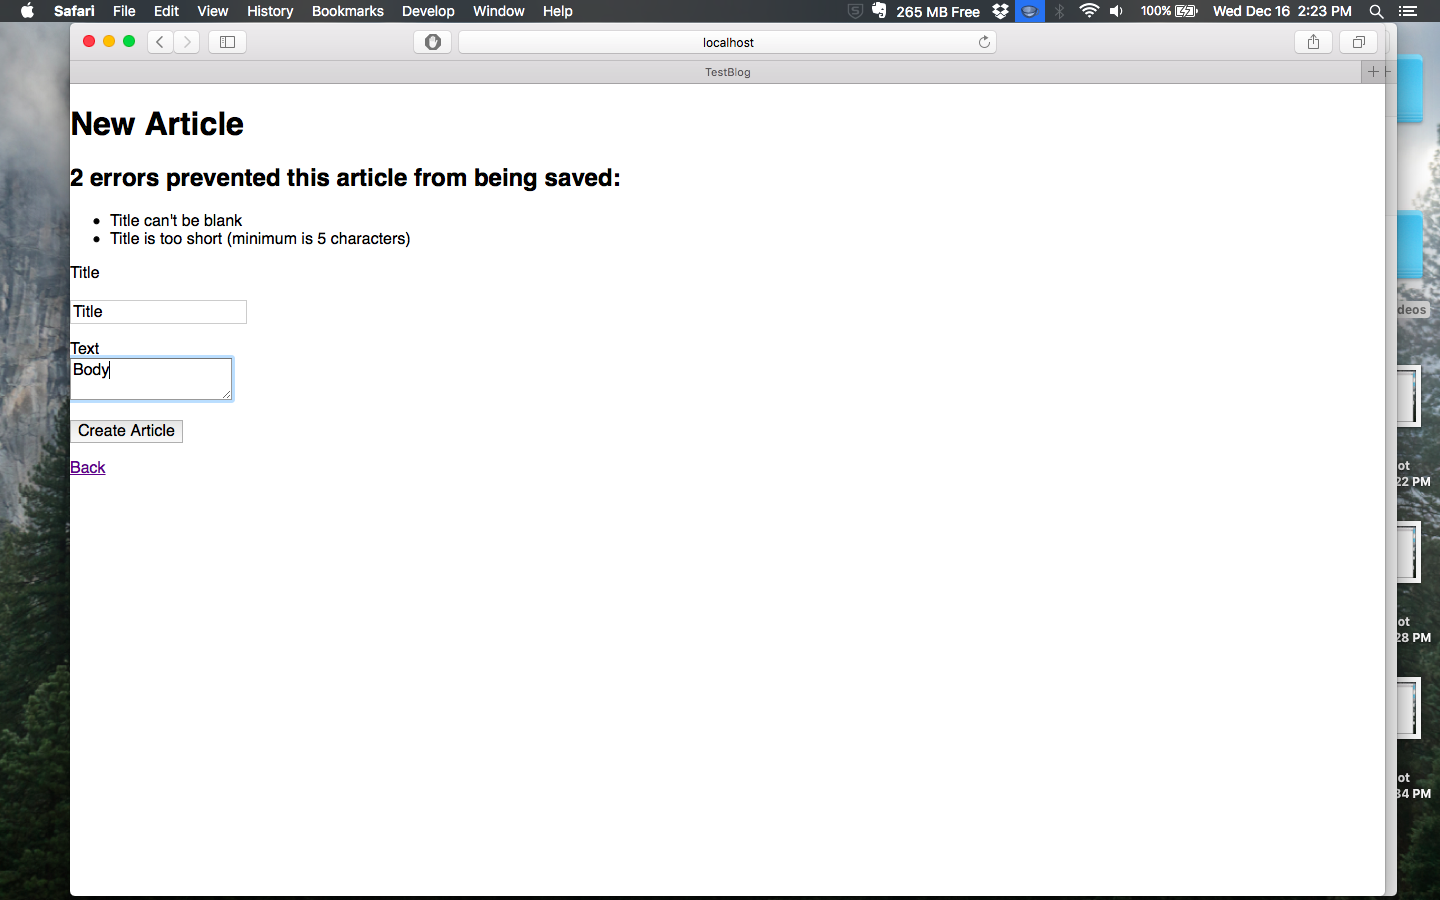 Safari File Edit View History Bookmarks Develop Window Help 265 MB Free 100% Wed Dec 16 2:23 PM
localhost
TestBlog
New Article
2 errors prevented this article from being saved:
Title can't be blank
Title is too short (minimum is 5 characters)
Title
Title
Text
Body
Create Article
Back
deos
ot
22 PM
ot
28 PM
ot
34 PM